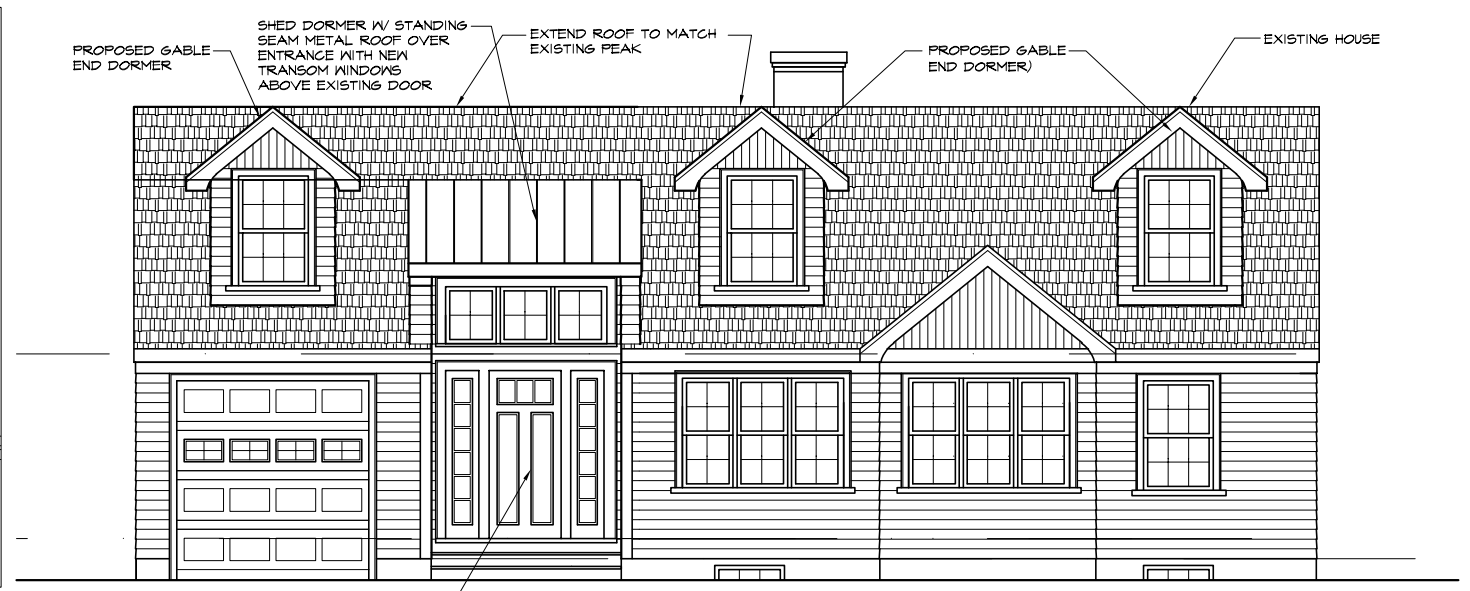 PROPOSED GABLE
END DORMER
SHED DORMER W/ STANDING
SEAM METAL ROOF OVER
ENTRANCE WITH NEW
TRANSOM WINDOWS
ABOVE EXISTING DOOR
EXTEND ROOF TO MATCH
EXISTING PEAK
PROPOSED GABLE
END DORMER)
EXISTING HOUSE